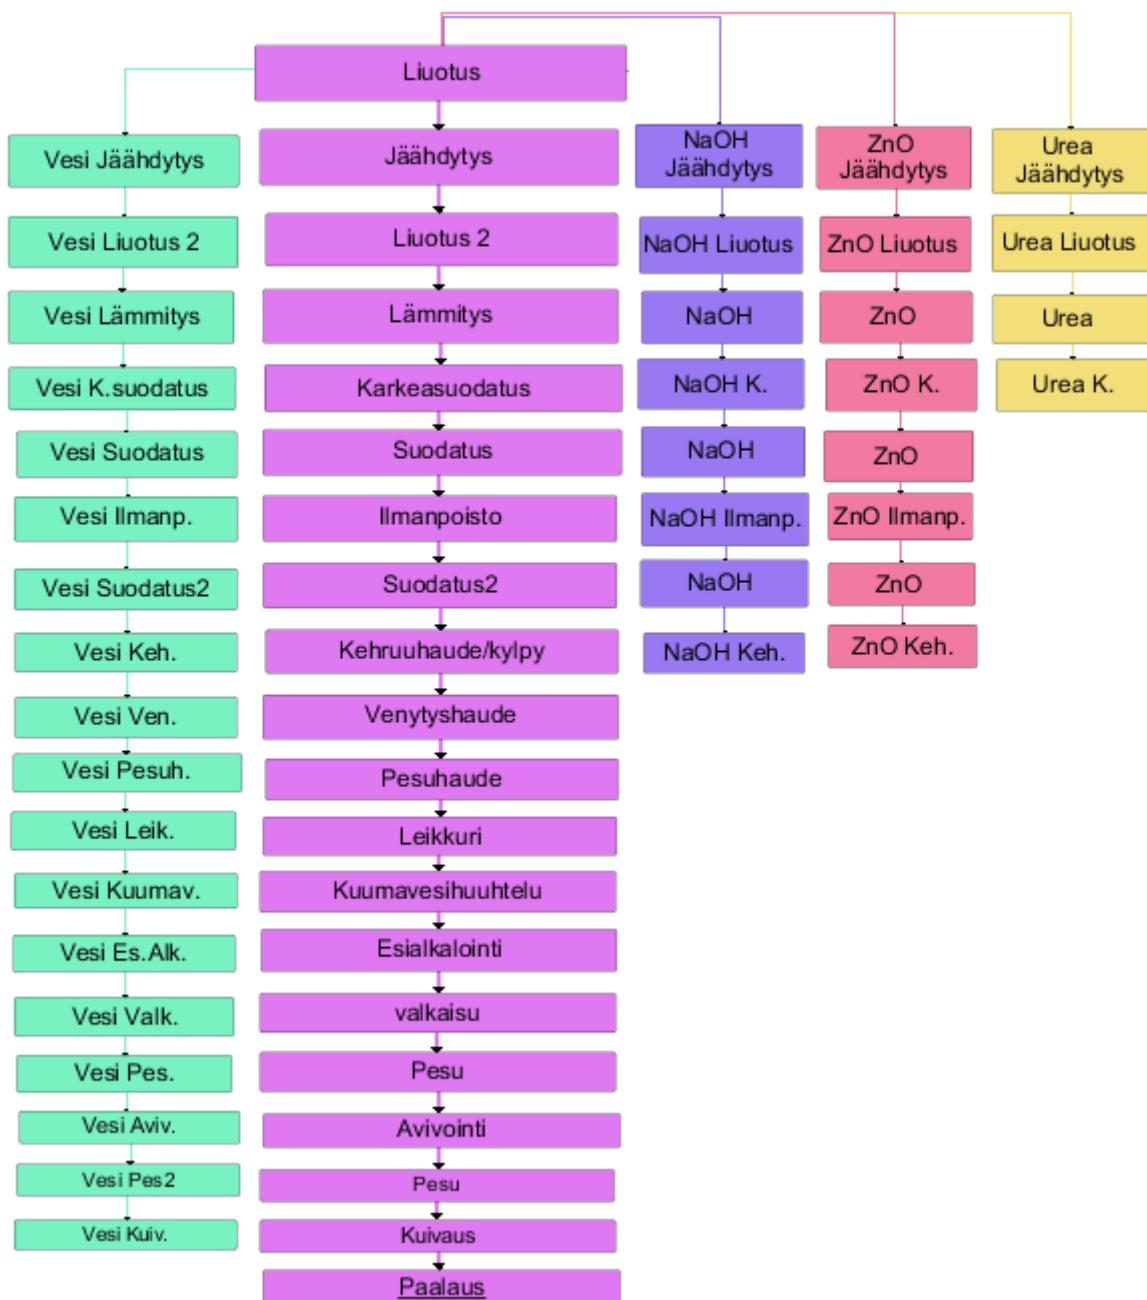 Liuotus
Vesi Jäähdytys
Jäähdytys
NaOH
Jäähdytys
ZnO
Jäähdytys
Urea
Jäähdytys
Vesi Liuotus 2
Liuotus 2
NaOH Liuotus
ZnO Liuotus
Urea Liuotus
Vesi Lämmitys
Lämmitys
NaOH
ZnO
Urea
Vesi K.suodatus
Karkeasuodatus
NaOH K.
ZnO K.
Urea K.
Vesi Suodatus
Suodatus
NaOH
ZnO
Vesi Ilmanp.
Ilmanpoisto
NaOH Ilmanp.
ZnO Ilmanp.
Vesi Suodatus2
Suodatus2
NaOH
ZnO
Vesi Keh.
Kehruuhaude/kylpy
NaOH Keh.
ZnO Keh.
Vesi Ven.
Venytyshaude
Vesi Pesuh.
Pesuhaude
Vesi Leik.
Leikkuri
Vesi Kuumav.
Kuumavesihuuhtelu
Vesi Es.Alk.
Esialkalointi
Vesi Valk.
valkaisu
Vesi Pes.
Pesu
Vesi Aviv.
Avivointi
Vesi Pes2
Pesu
Vesi Kuiv.
Kuivaus
Paalaus